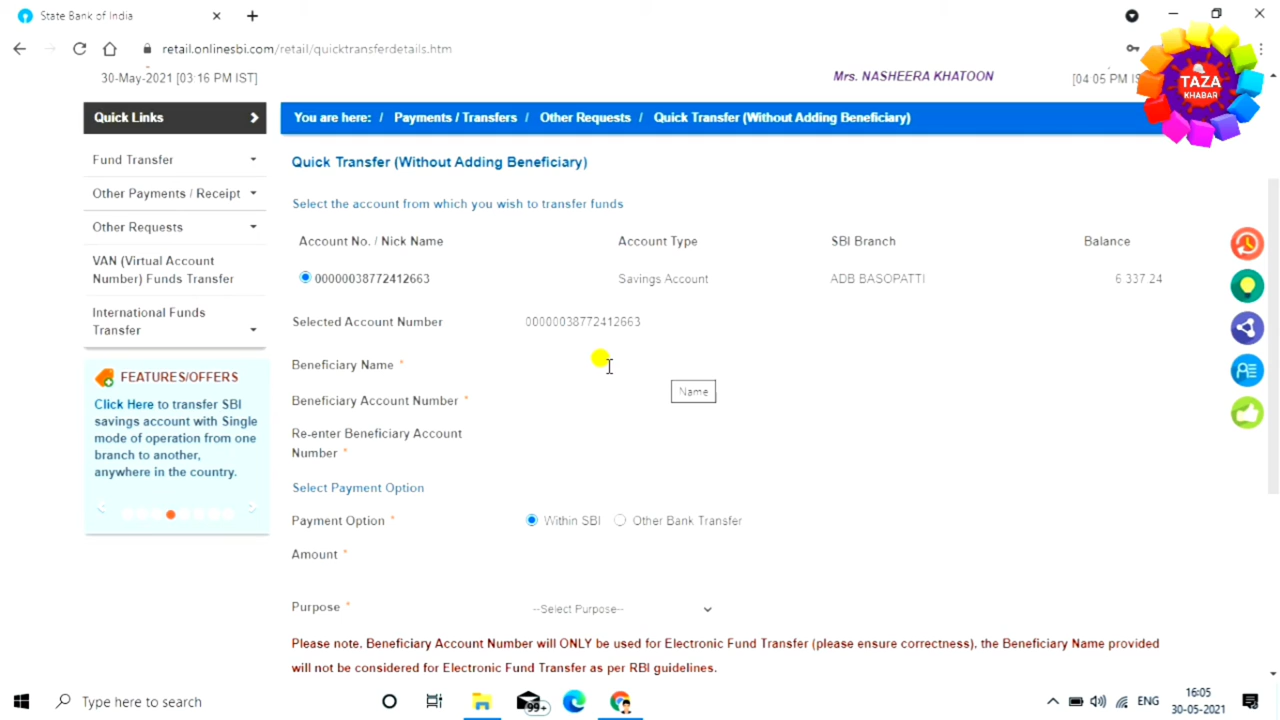 State Bank of India
retail.onlinesbi.com/retail/quicktransferdetails.htm
30-May-2021 [03:16 PM IST]
Mrs. NASHEERA KHATOON
[04:05 PM IS
TAZA
KHABAR
Quick Links
You are here: / Payments / Transfers / Other Requests / Quick Transfer (Without Adding Beneficiary)
Fund Transfer
Other Payments / Receipt
Other Requests
VAN (Virtual Account
Number) Funds Transfer
International Funds
Transfer
FEATURES/OFFERS
Click Here to transfer SBI
savings account with Single
mode of operation from one
branch to another,
anywhere in the country.
Quick Transfer (Without Adding Beneficiary)
Select the account from which you wish to transfer funds
Account No. / Nick Name Account Type SBI Branch Balance
00000038772412663 Savings Account ADB BASOPATTI 6 337.24
Selected Account Number 00000038772412663
Beneficiary Name *
Name
Beneficiary Account Number *
Re-enter Beneficiary Account
Number *
Select Payment Option
Payment Option * Within SBI Other Bank Transfer
Amount *
Purpose * --Select Purpose--
Please note, Beneficiary Account Number will ONLY be used for Electronic Fund Transfer (please ensure correctness), the Beneficiary Name provided
will not be considered for Electronic Fund Transfer as per RBI guidelines.
Type here to search
99+
ENG
16:05
30-05-2021